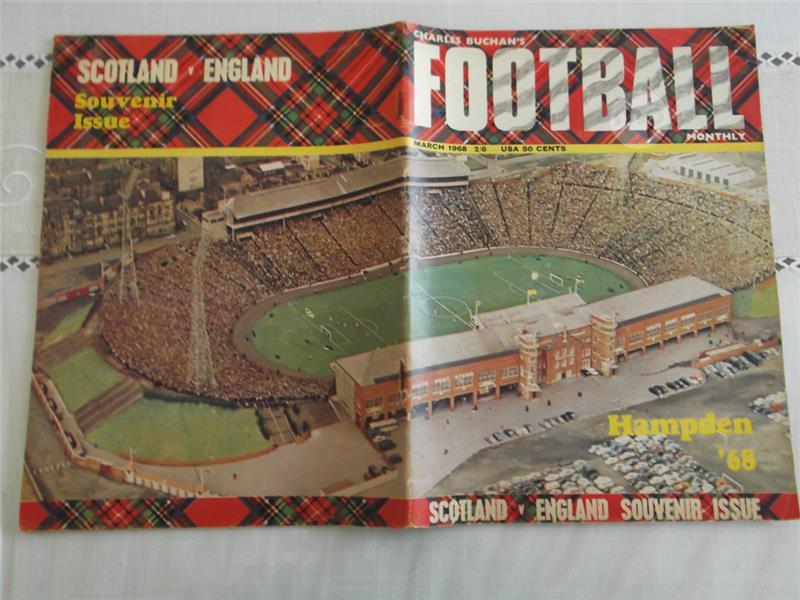 SCOTLAND v ENGLAND
Souvenir
Issue
CHARLES BUCHAN'S
FOOTBALL
MONTHLY
MARCH 1968 2/6 USA 50 CENTS
Hampden
'68
SCOTLAND v ENGLAND SOUVENIR ISSUE